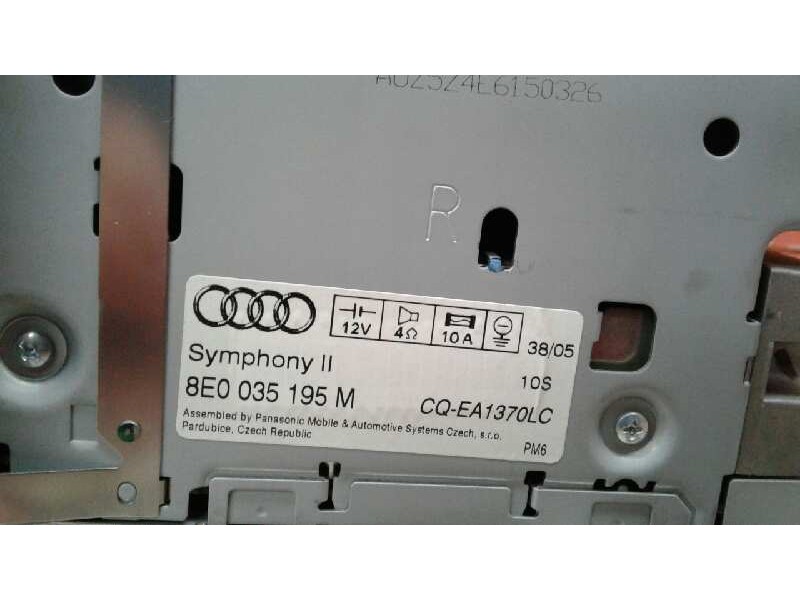 AUZ5Z4E6150326
R
12V 4Ω 10A 38/05
Symphony II
10S
8E0 035 195 M CQ-EA1370LC
Assembled by Panasonic Mobile & Automotive Systems Czech, s.r.o.
Pardubice, Czech Republic PM6